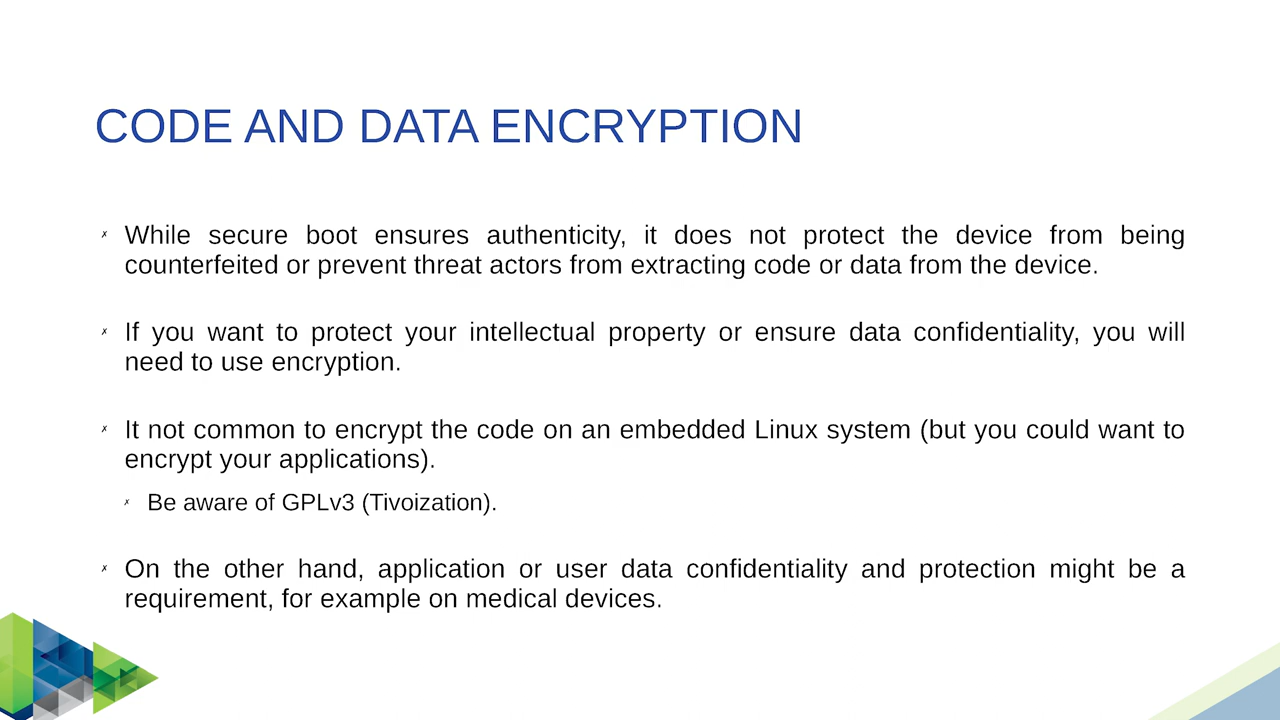 CODE AND DATA ENCRYPTION
✗ While secure boot ensures authenticity, it does not protect the device from being
counterfeited or prevent threat actors from extracting code or data from the device.
✗ If you want to protect your intellectual property or ensure data confidentiality, you will
need to use encryption.
✗ It not common to encrypt the code on an embedded Linux system (but you could want to
encrypt your applications).
✗ Be aware of GPLv3 (Tivoization).
✗ On the other hand, application or user data confidentiality and protection might be a
requirement, for example on medical devices.